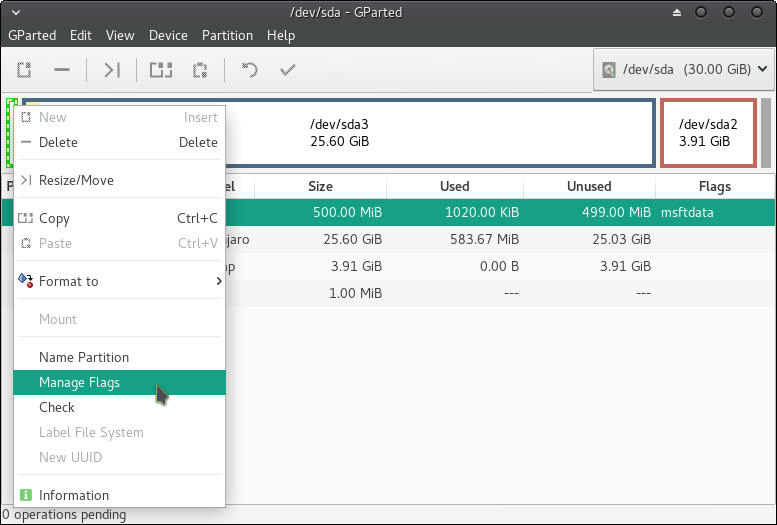 /dev/sda - GParted
GParted Edit View Device Partition Help
/dev/sda (30.00 GiB)
/dev/sda3
25.60 GiB
/dev/sda2
3.91 GiB
Size Used Unused Flags
500.00 MiB 1020.00 KiB 499.00 MiB msftdata
25.60 GiB 583.67 MiB 25.03 GiB
3.91 GiB 0.00 B 3.91 GiB
1.00 MiB --- ---
New Insert
Delete Delete
Resize/Move
Copy Ctrl+C
Paste Ctrl+V
Format to
Mount
Name Partition
Manage Flags
Check
Label File System
New UUID
Information
0 operations pending